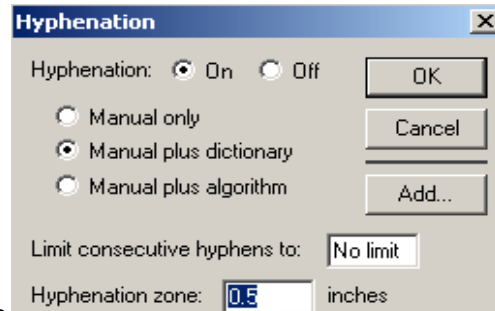 Hyphenation
Hyphenation: On Off OK
Manual only
Cancel
Manual plus dictionary
Manual plus algorithm
Add...
Limit consecutive hyphens to: No limit
Hyphenation zone: 0.5 inches